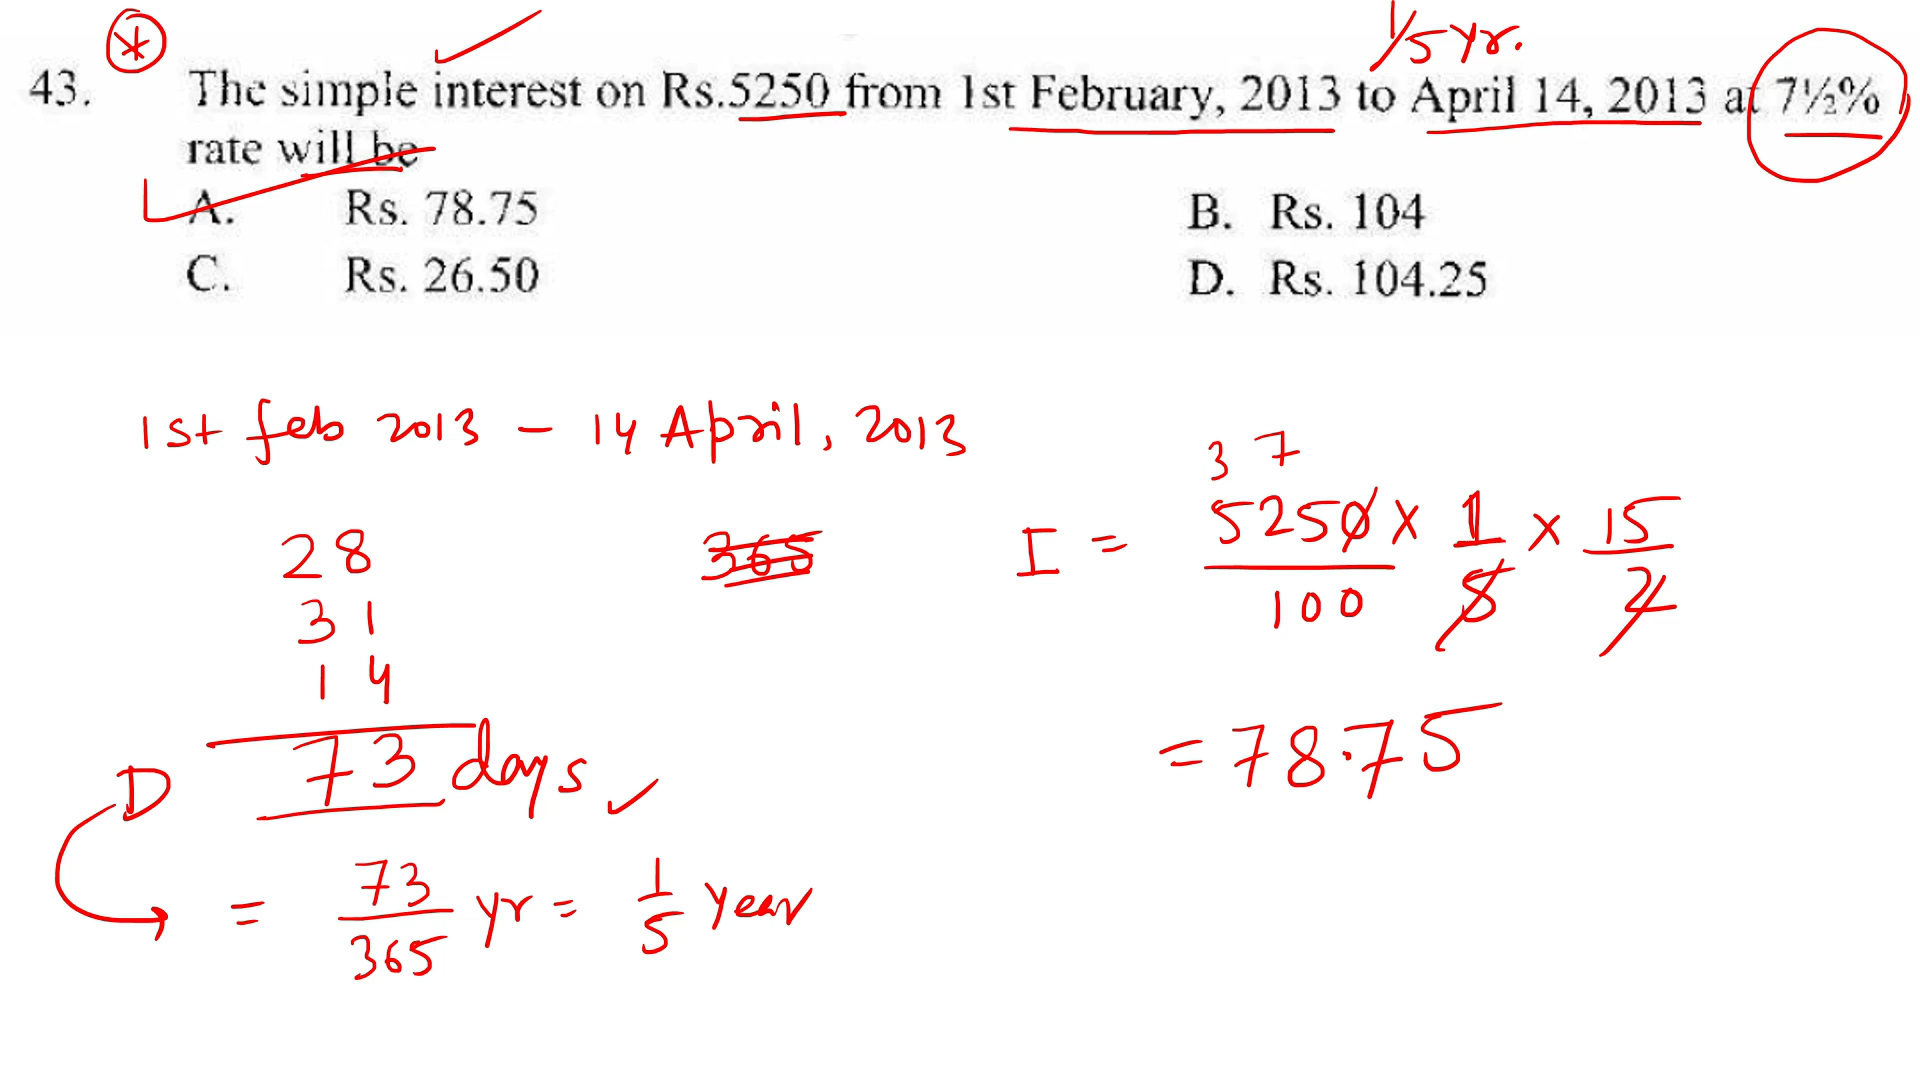 1/5 yr.
43. The simple interest on Rs.5250 from 1st February, 2013 to April 14, 2013 at 7½%
rate will be
A. Rs. 78.75 B. Rs. 104
C. Rs. 26.50 D. Rs. 104.25
1st feb 2013 - 14 April, 2013
3 7
28 365 I = 5250/100 x 1/5 x 15/2
31
14
73 days = 78.75
D
= 73/365 yr = 1/5 Year